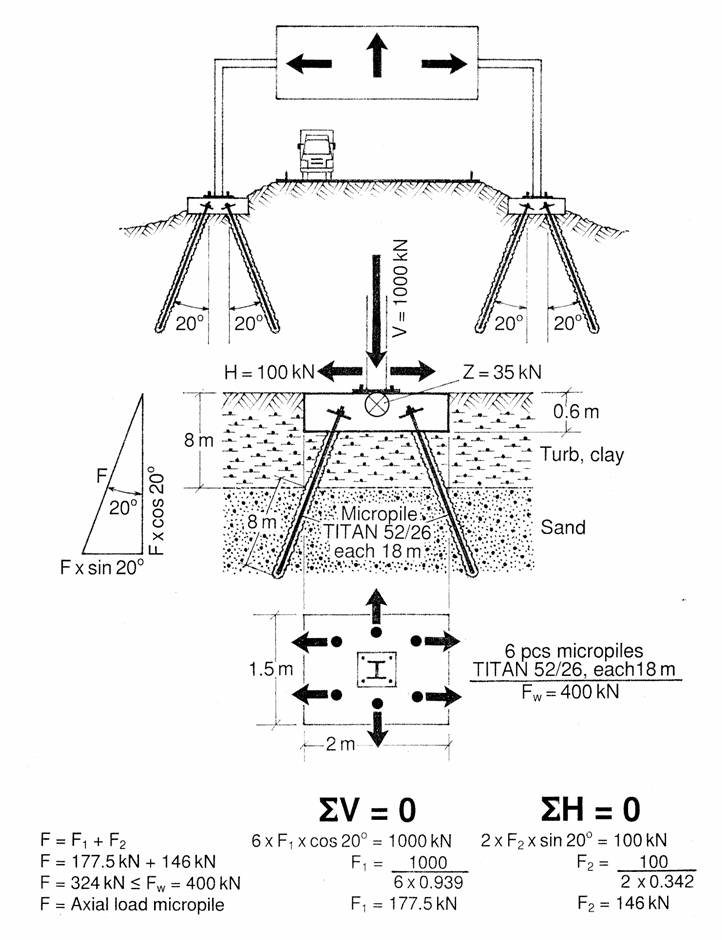 20° 20° 20° 20°
V = 1000 kN
H = 100 kN
Z = 35 kN
0.6 m
8 m
Turb, clay
F
20°
F x cos 20°
F x sin 20°
8 m
Micropile
TITAN 52/26
each 18 m
Sand
1.5 m
I
2 m
6 pcs micropiles
TITAN 52/26, each 18 m
Fw = 400 kN
ΣV = 0
ΣH = 0
F = F1 + F2
6 x F1 x cos 20° = 1000 kN
2 x F2 x sin 20° = 100 kN
F = 177.5 kN + 146 kN
F1 = 1000
6 x 0.939
F2 = 100
2 x 0.342
F = 324 kN ≤ Fw = 400 kN
F = Axial load micropile
F1 = 177.5 kN
F2 = 146 kN